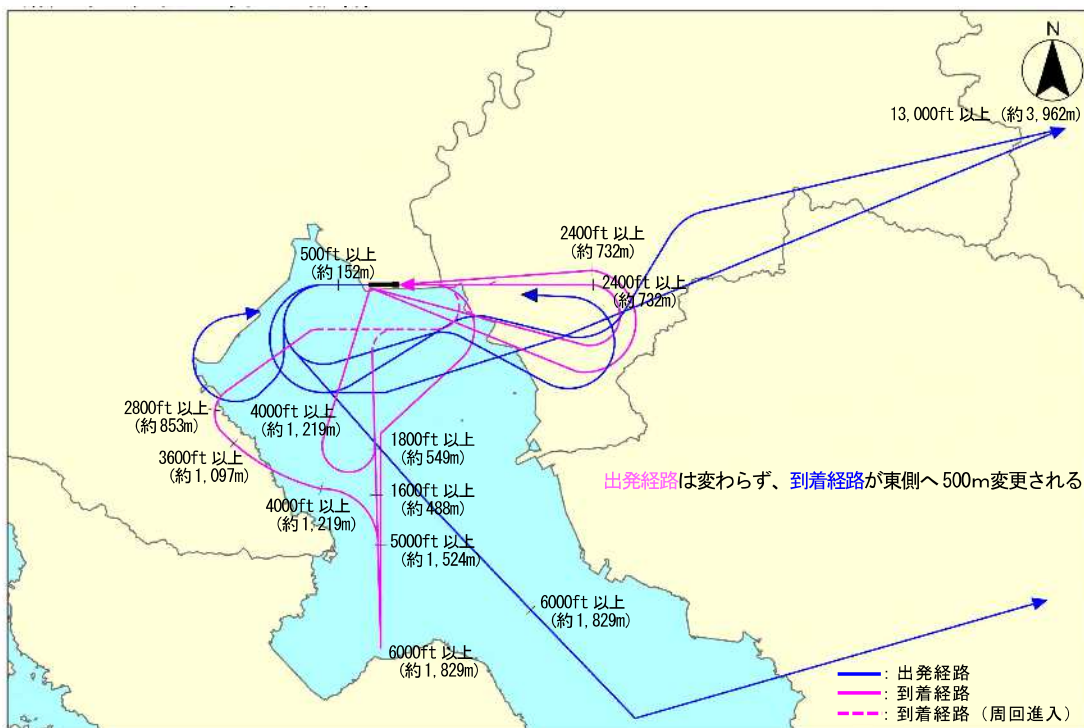 N
13,000ft 以上 (約3,962m)
2400ft 以上
(約732m)
500ft 以上
(約152m)
2400ft 以上
(約732m)
2800ft 以上
(約853m)
4000ft 以上
(約1,219m)
1800ft 以上
(約549m)
3600ft 以上
(約1,097m)
出発経路は変わらず、到着経路が東側へ500m変更される
1600ft 以上
(約488m)
4000ft 以上
(約1,219m)
5000ft 以上
(約1,524m)
6000ft 以上
(約1,829m)
6000ft 以上
(約1,829m)
: 出発経路
: 到着経路
: 到着経路 (周回進入)